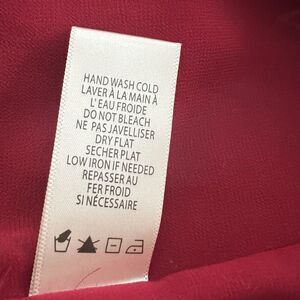 HAND WASH COLD
LAVER À LA MAIN À
L'EAU FROIDE
DO NOT BLEACH
NE PAS JAVELLISER
DRY FLAT
SECHER PLAT
LOW IRON IF NEEDED
REPASSER AU
FER FROID
SI NÉCESSAIRE